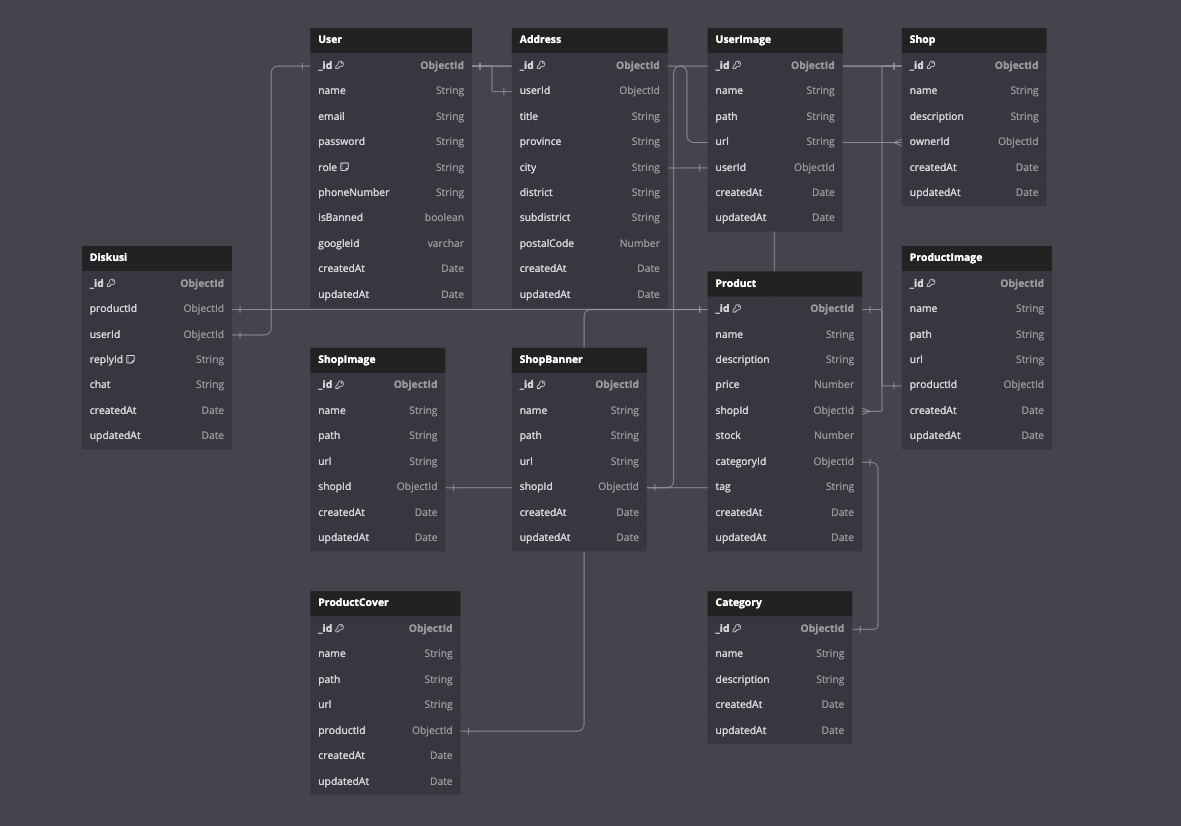 User
_id ObjectId
name String
email String
password String
role String
phoneNumber String
isBanned boolean
googleId varchar
createdAt Date
updatedAt Date
Address
_id ObjectId
userId ObjectId
title String
province String
city String
district String
subdistrict String
postalCode Number
createdAt Date
updatedAt Date
UserImage
_id ObjectId
name String
path String
url String
userId ObjectId
createdAt Date
updatedAt Date
Shop
_id ObjectId
name String
description String
ownerId ObjectId
createdAt Date
updatedAt Date
Diskusi
_id ObjectId
productId ObjectId
userId ObjectId
replyId String
chat String
createdAt Date
updatedAt Date
ShopImage
_id ObjectId
name String
path String
url String
shopId ObjectId
createdAt Date
updatedAt Date
ShopBanner
_id ObjectId
name String
path String
url String
shopId ObjectId
createdAt Date
updatedAt Date
Product
_id ObjectId
name String
description String
price Number
shopId ObjectId
stock Number
categoryId ObjectId
tag String
createdAt Date
updatedAt Date
ProductImage
_id ObjectId
name String
path String
url String
productId ObjectId
createdAt Date
updatedAt Date
ProductCover
_id ObjectId
name String
path String
url String
productId ObjectId
createdAt Date
updatedAt Date
Category
_id ObjectId
name String
description String
createdAt Date
updatedAt Date